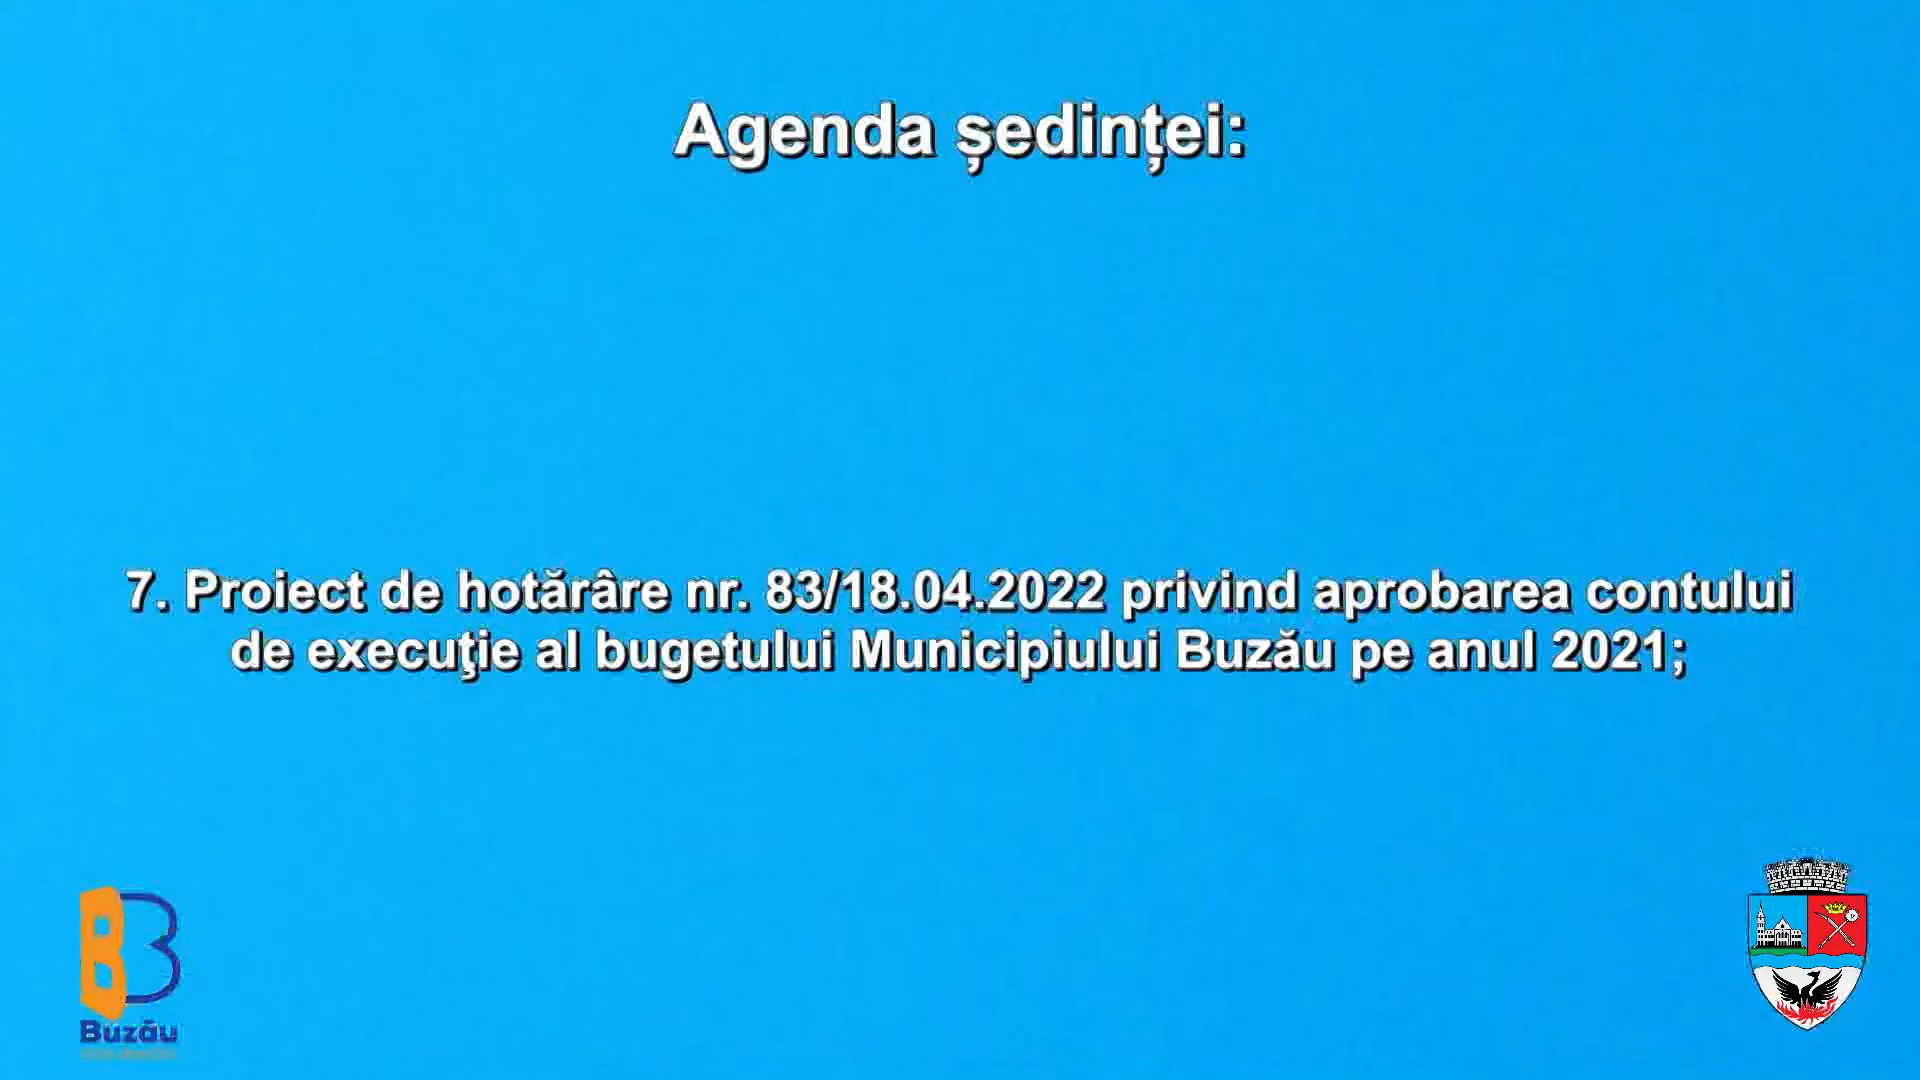 Agenda ședinței:
7. Proiect de hotărâre nr. 83/18.04.2022 privind aprobarea contului
de execuţie al bugetului Municipiului Buzău pe anul 2021;
Buzău